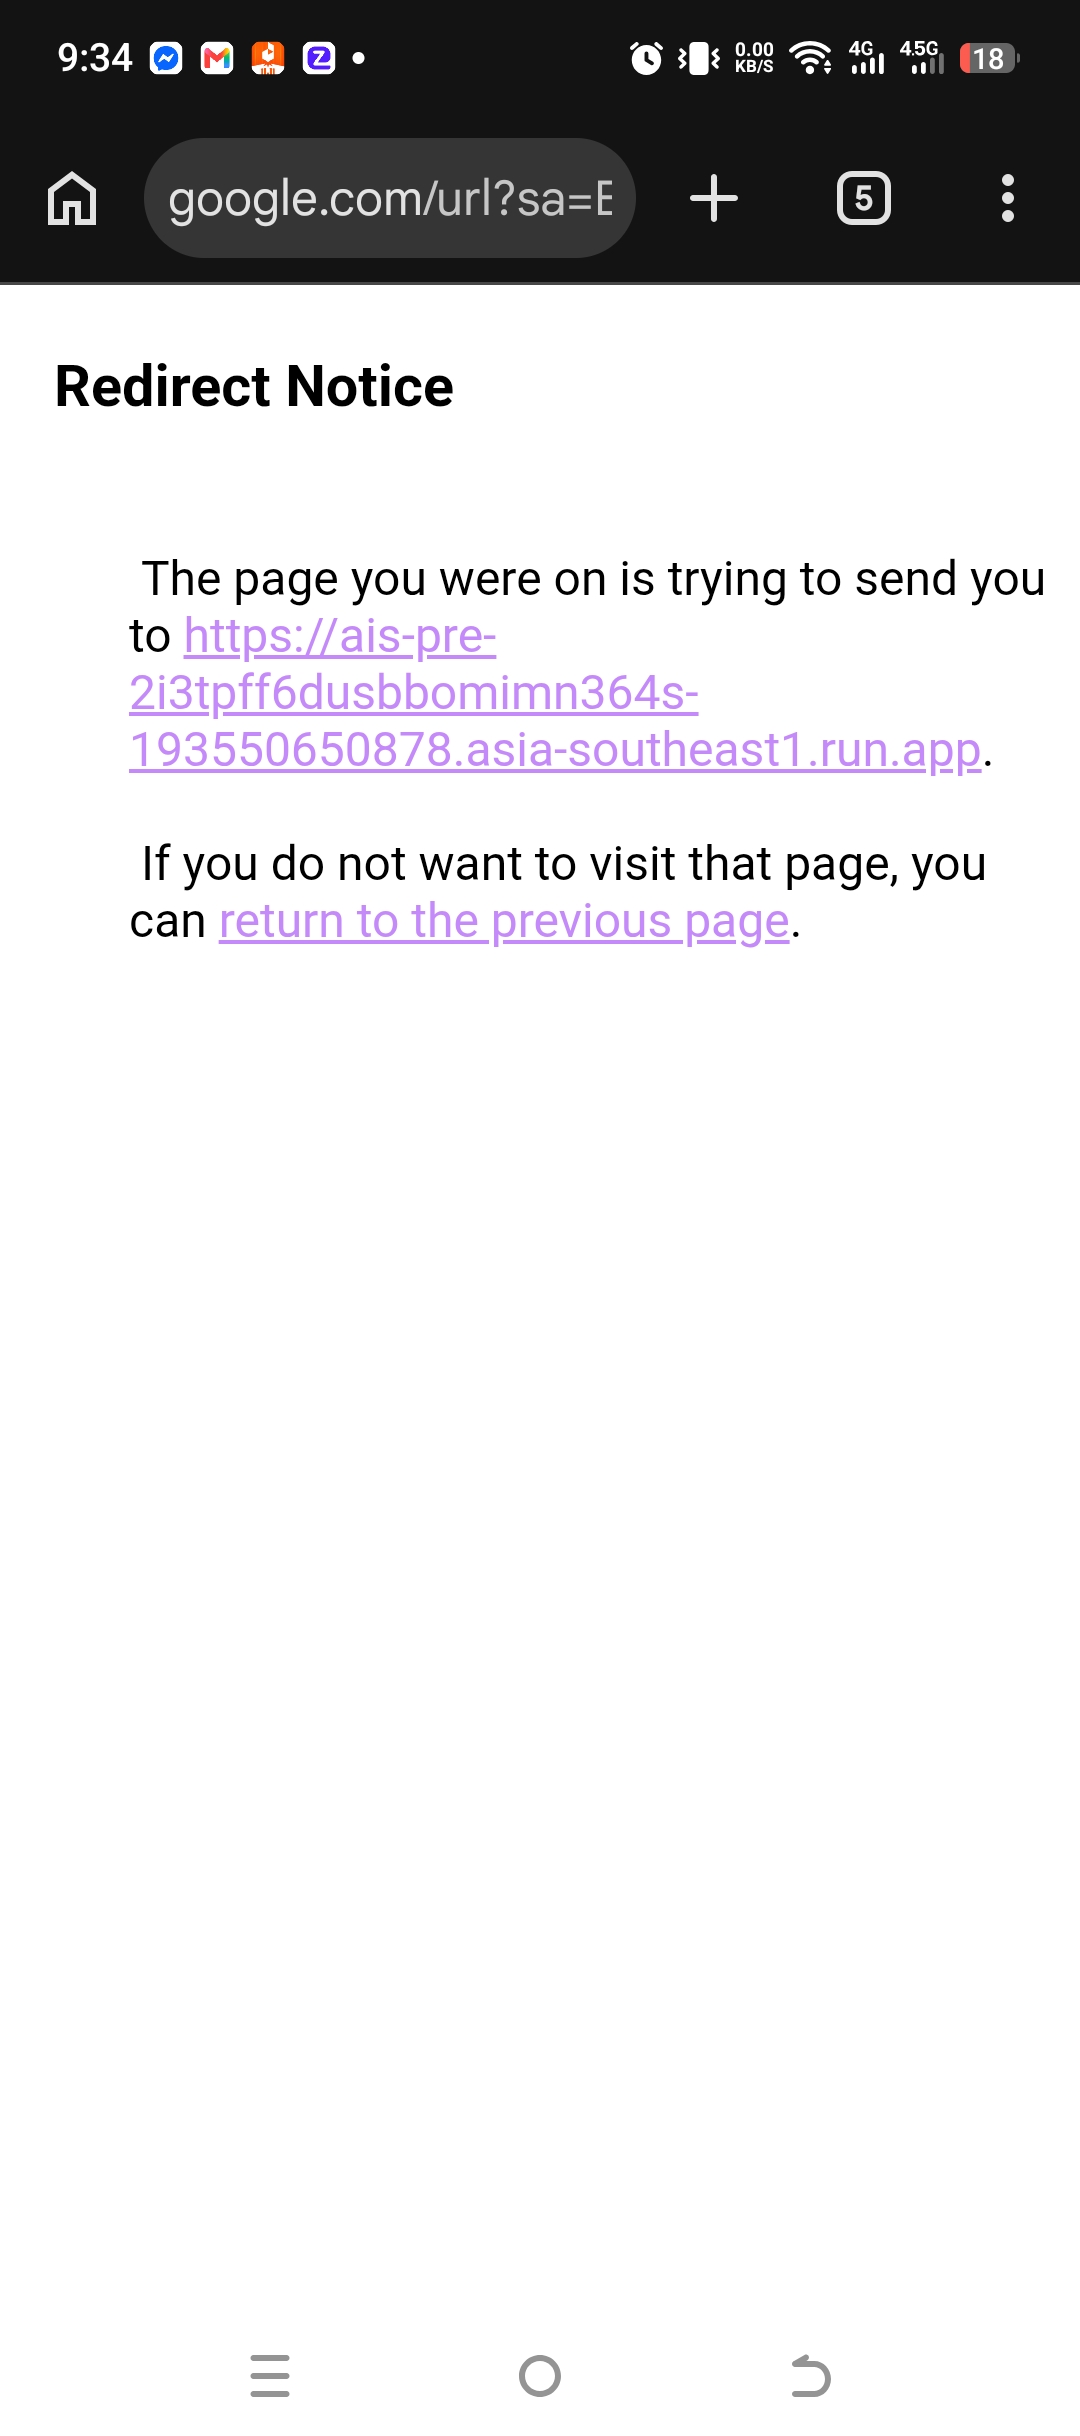 9:34
0.00
KB/S
4G
4.5G
18
google.com/url?sa=E
5
Redirect Notice
The page you were on is trying to send you
to https://ais-pre-
2i3tpff6dusbbomimn364s-
193550650878.asia-southeast1.run.app.
If you do not want to visit that page, you
can return to the previous page.